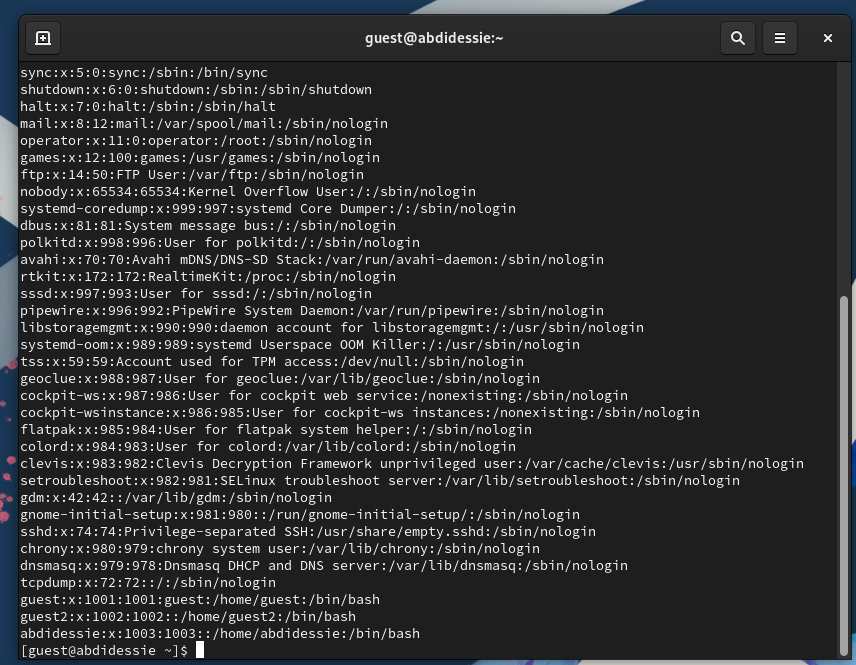 guest@abdidessie:~
sync:x:5:0:sync:/sbin:/bin/sync
shutdown:x:6:0:shutdown:/sbin:/sbin/shutdown
halt:x:7:0:halt:/sbin:/sbin/halt
mail:x:8:12:mail:/var/spool/mail:/sbin/nologin
operator:x:11:0:operator:/root:/sbin/nologin
games:x:12:100:games:/usr/games:/sbin/nologin
ftp:x:14:50:FTP User:/var/ftp:/sbin/nologin
nobody:x:65534:65534:Kernel Overflow User:/:/sbin/nologin
systemd-coredump:x:999:997:systemd Core Dumper:/:/sbin/nologin
dbus:x:81:81:System message bus:/:/sbin/nologin
polkitd:x:998:996:User for polkitd:/:/sbin/nologin
avahi:x:70:70:Avahi mDNS/DNS-SD Stack:/var/run/avahi-daemon:/sbin/nologin
rtkit:x:172:172:RealtimeKit:/proc:/sbin/nologin
sssd:x:997:993:User for sssd:/:/sbin/nologin
pipewire:x:996:992:PipeWire System Daemon:/var/run/pipewire:/sbin/nologin
libstoragemgmt:x:990:990:daemon account for libstoragemgmt:/:/usr/sbin/nologin
systemd-oom:x:989:989:systemd Userspace OOM Killer:/:/usr/sbin/nologin
tss:x:59:59:Account used for TPM access:/dev/null:/sbin/nologin
geoclue:x:988:987:User for geoclue:/var/lib/geoclue:/sbin/nologin
cockpit-ws:x:987:986:User for cockpit web service:/nonexisting:/sbin/nologin
cockpit-wsinstance:x:986:985:User for cockpit-ws instances:/nonexisting:/sbin/nologin
flatpak:x:985:984:User for flatpak system helper:/:/sbin/nologin
colord:x:984:983:User for colord:/var/lib/colord:/sbin/nologin
clevis:x:983:982:Clevis Decryption Framework unprivileged user:/var/cache/clevis:/usr/sbin/nologin
setroubleshoot:x:982:981:SELinux troubleshoot server:/var/lib/setroubleshoot:/sbin/nologin
gdm:x:42:42::/var/lib/gdm:/sbin/nologin
gnome-initial-setup:x:981:980::/run/gnome-initial-setup/:/sbin/nologin
sshd:x:74:74:Privilege-separated SSH:/usr/share/empty.sshd:/sbin/nologin
chrony:x:980:979:chrony system user:/var/lib/chrony:/sbin/nologin
dnsmasq:x:979:978:Dnsmasq DHCP and DNS server:/var/lib/dnsmasq:/sbin/nologin
tcpdump:x:72:72::/:/sbin/nologin
guest:x:1001:1001:guest:/home/guest:/bin/bash
guest2:x:1002:1002::/home/guest2:/bin/bash
abdidessie:x:1003:1003::/home/abdidessie:/bin/bash
[guest@abdidessie ~]$